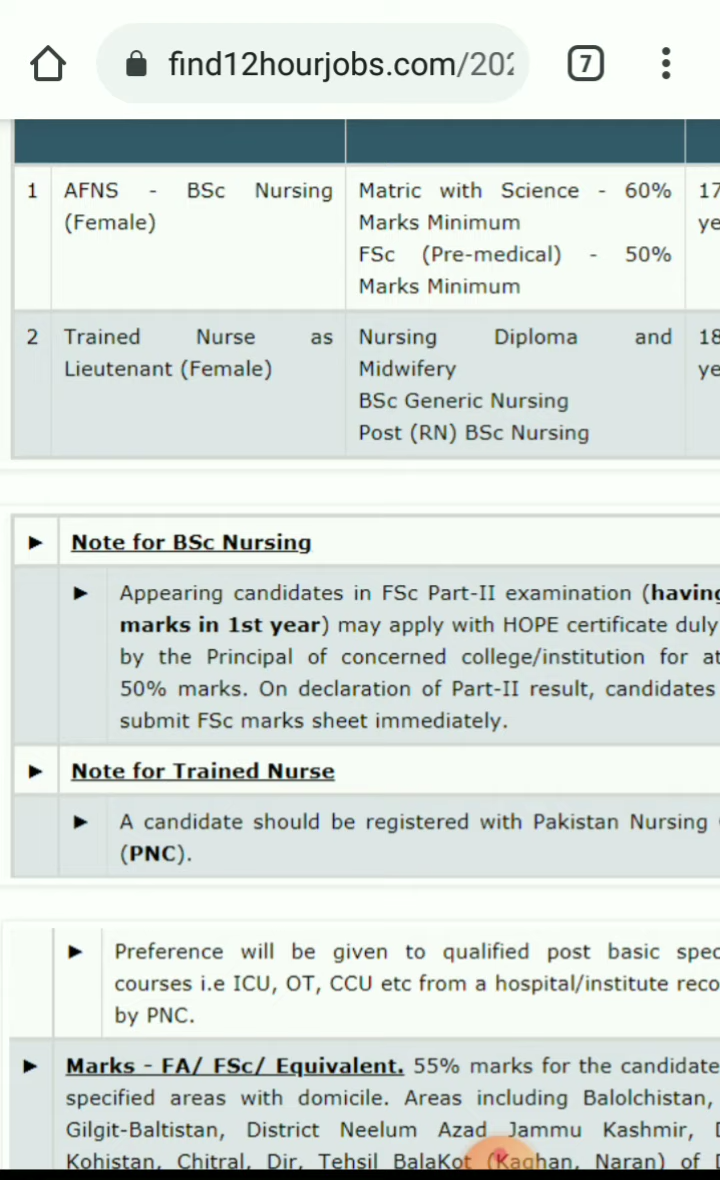 find12hourjobs.com/202
7
1 AFNS - BSc Nursing (Female)
Matric with Science - 60% Marks Minimum
FSc (Pre-medical) - 50% Marks Minimum
17
ye
2 Trained Nurse as Lieutenant (Female)
Nursing Diploma and Midwifery
BSc Generic Nursing
Post (RN) BSc Nursing
18
ye
► Note for BSc Nursing
► Appearing candidates in FSc Part-II examination (having
marks in 1st year) may apply with HOPE certificate duly
by the Principal of concerned college/institution for at
50% marks. On declaration of Part-II result, candidates
submit FSc marks sheet immediately.
► Note for Trained Nurse
► A candidate should be registered with Pakistan Nursing
(PNC).
► Preference will be given to qualified post basic spec
courses i.e ICU, OT, CCU etc from a hospital/institute reco
by PNC.
► Marks - FA/ FSc/ Equivalent. 55% marks for the candidate
specified areas with domicile. Areas including Balolchistan,
Gilgit-Baltistan, District Neelum Azad Jammu Kashmir, D
Kohistan, Chitral, Dir, Tehsil BalaKot (Kaghan, Naran) of D